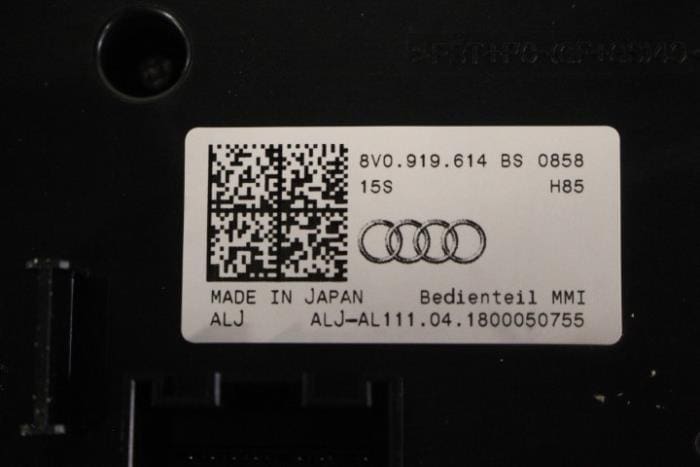 8V0.919.614 BS 0858
15S H85
MADE IN JAPAN Bedienteil MMI
ALJ ALJ-AL111.04.1800050755